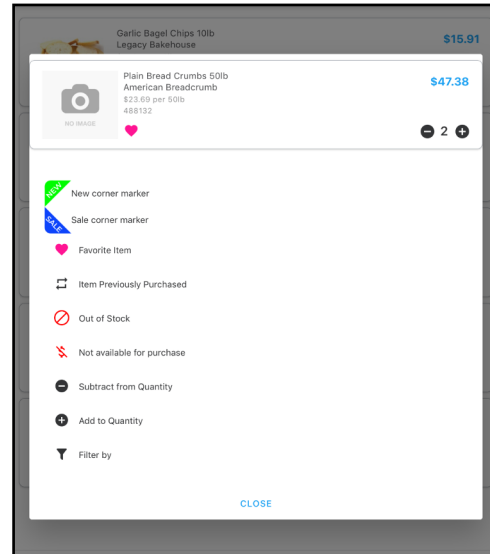 Garlic Bagel Chips 10lb
Legacy Bakehouse
$15.91
Plain Bread Crumbs 50lb
American Breadcrumb
$23.69 per 50lb
488132
$47.38
NO IMAGE
2
NEW
New corner marker
SALE
Sale corner marker
Favorite Item
Item Previously Purchased
Out of Stock
Not available for purchase
Subtract from Quantity
Add to Quantity
Filter by
CLOSE